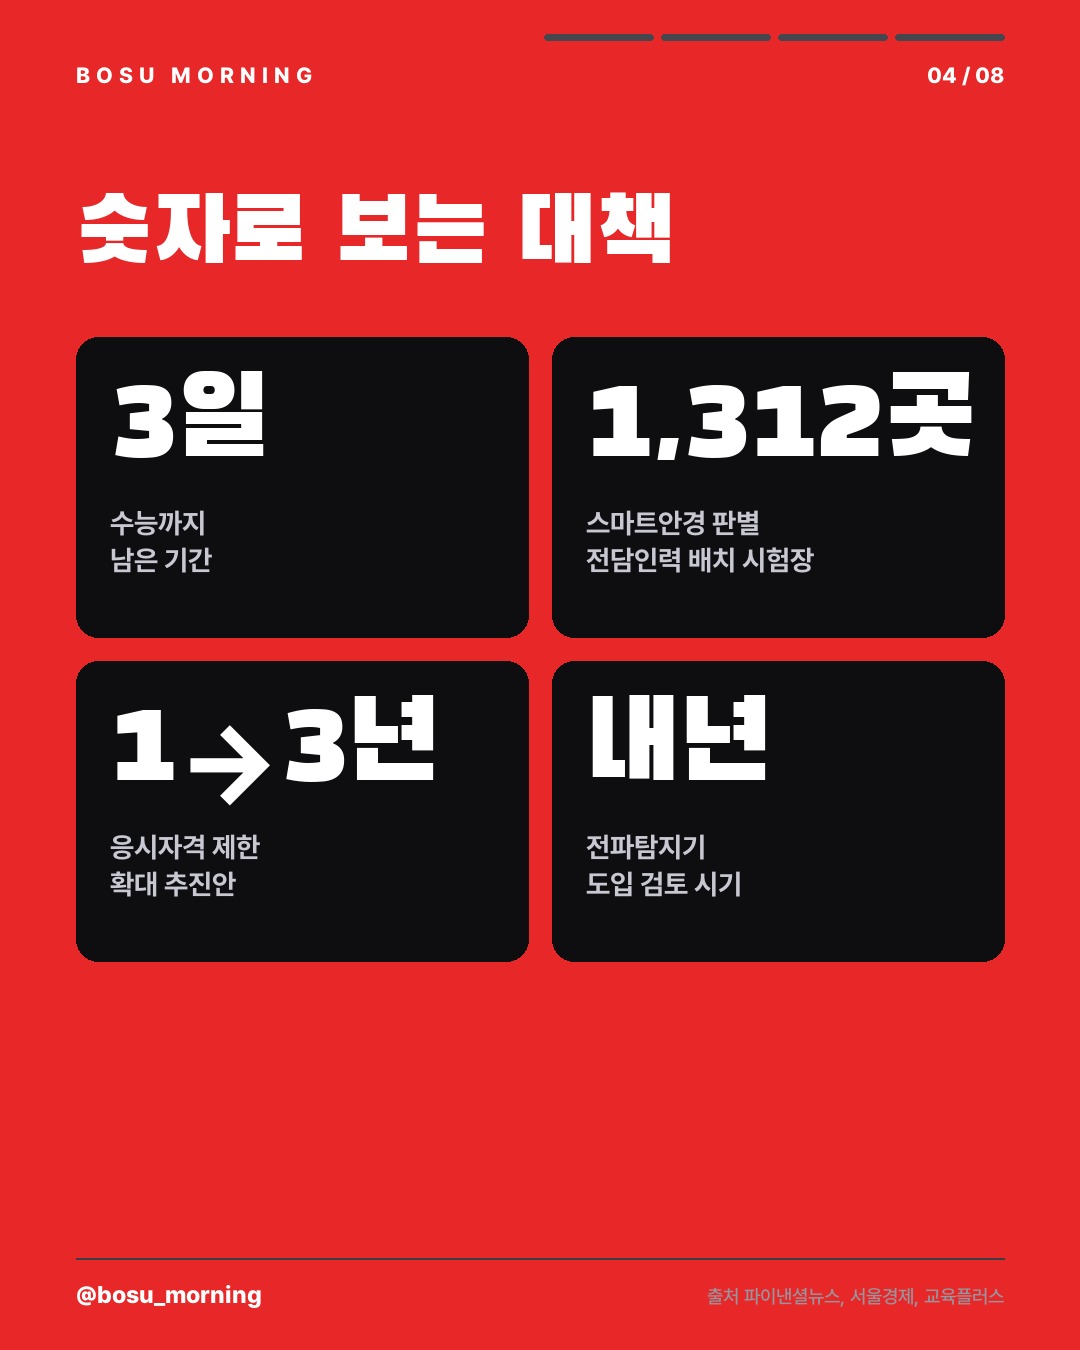 BOSU MORNING
04 / 08
숫자로 보는 대책
3일
수능까지
남은 기간
1,312곳
스마트안경 판별
전담인력 배치 시험장
1→3년
응시자격 제한
확대 추진안
내년
전파탐지기
도입 검토 시기
@bosu_morning
출처 파이낸셜뉴스, 서울경제, 교육플러스